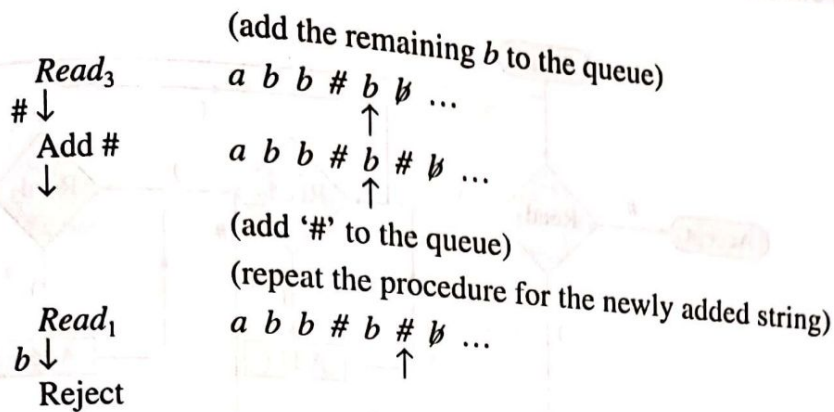 (add the remaining b to the queue)
Read₃ a b b # b b̸ ...
# ↓ ↑
Add # a b b # b # b̸ ...
↓ ↑
(add ‘#’ to the queue)
(repeat the procedure for the newly added string)
Read₁ a b b # b # b̸ ...
b ↓ ↑
Reject